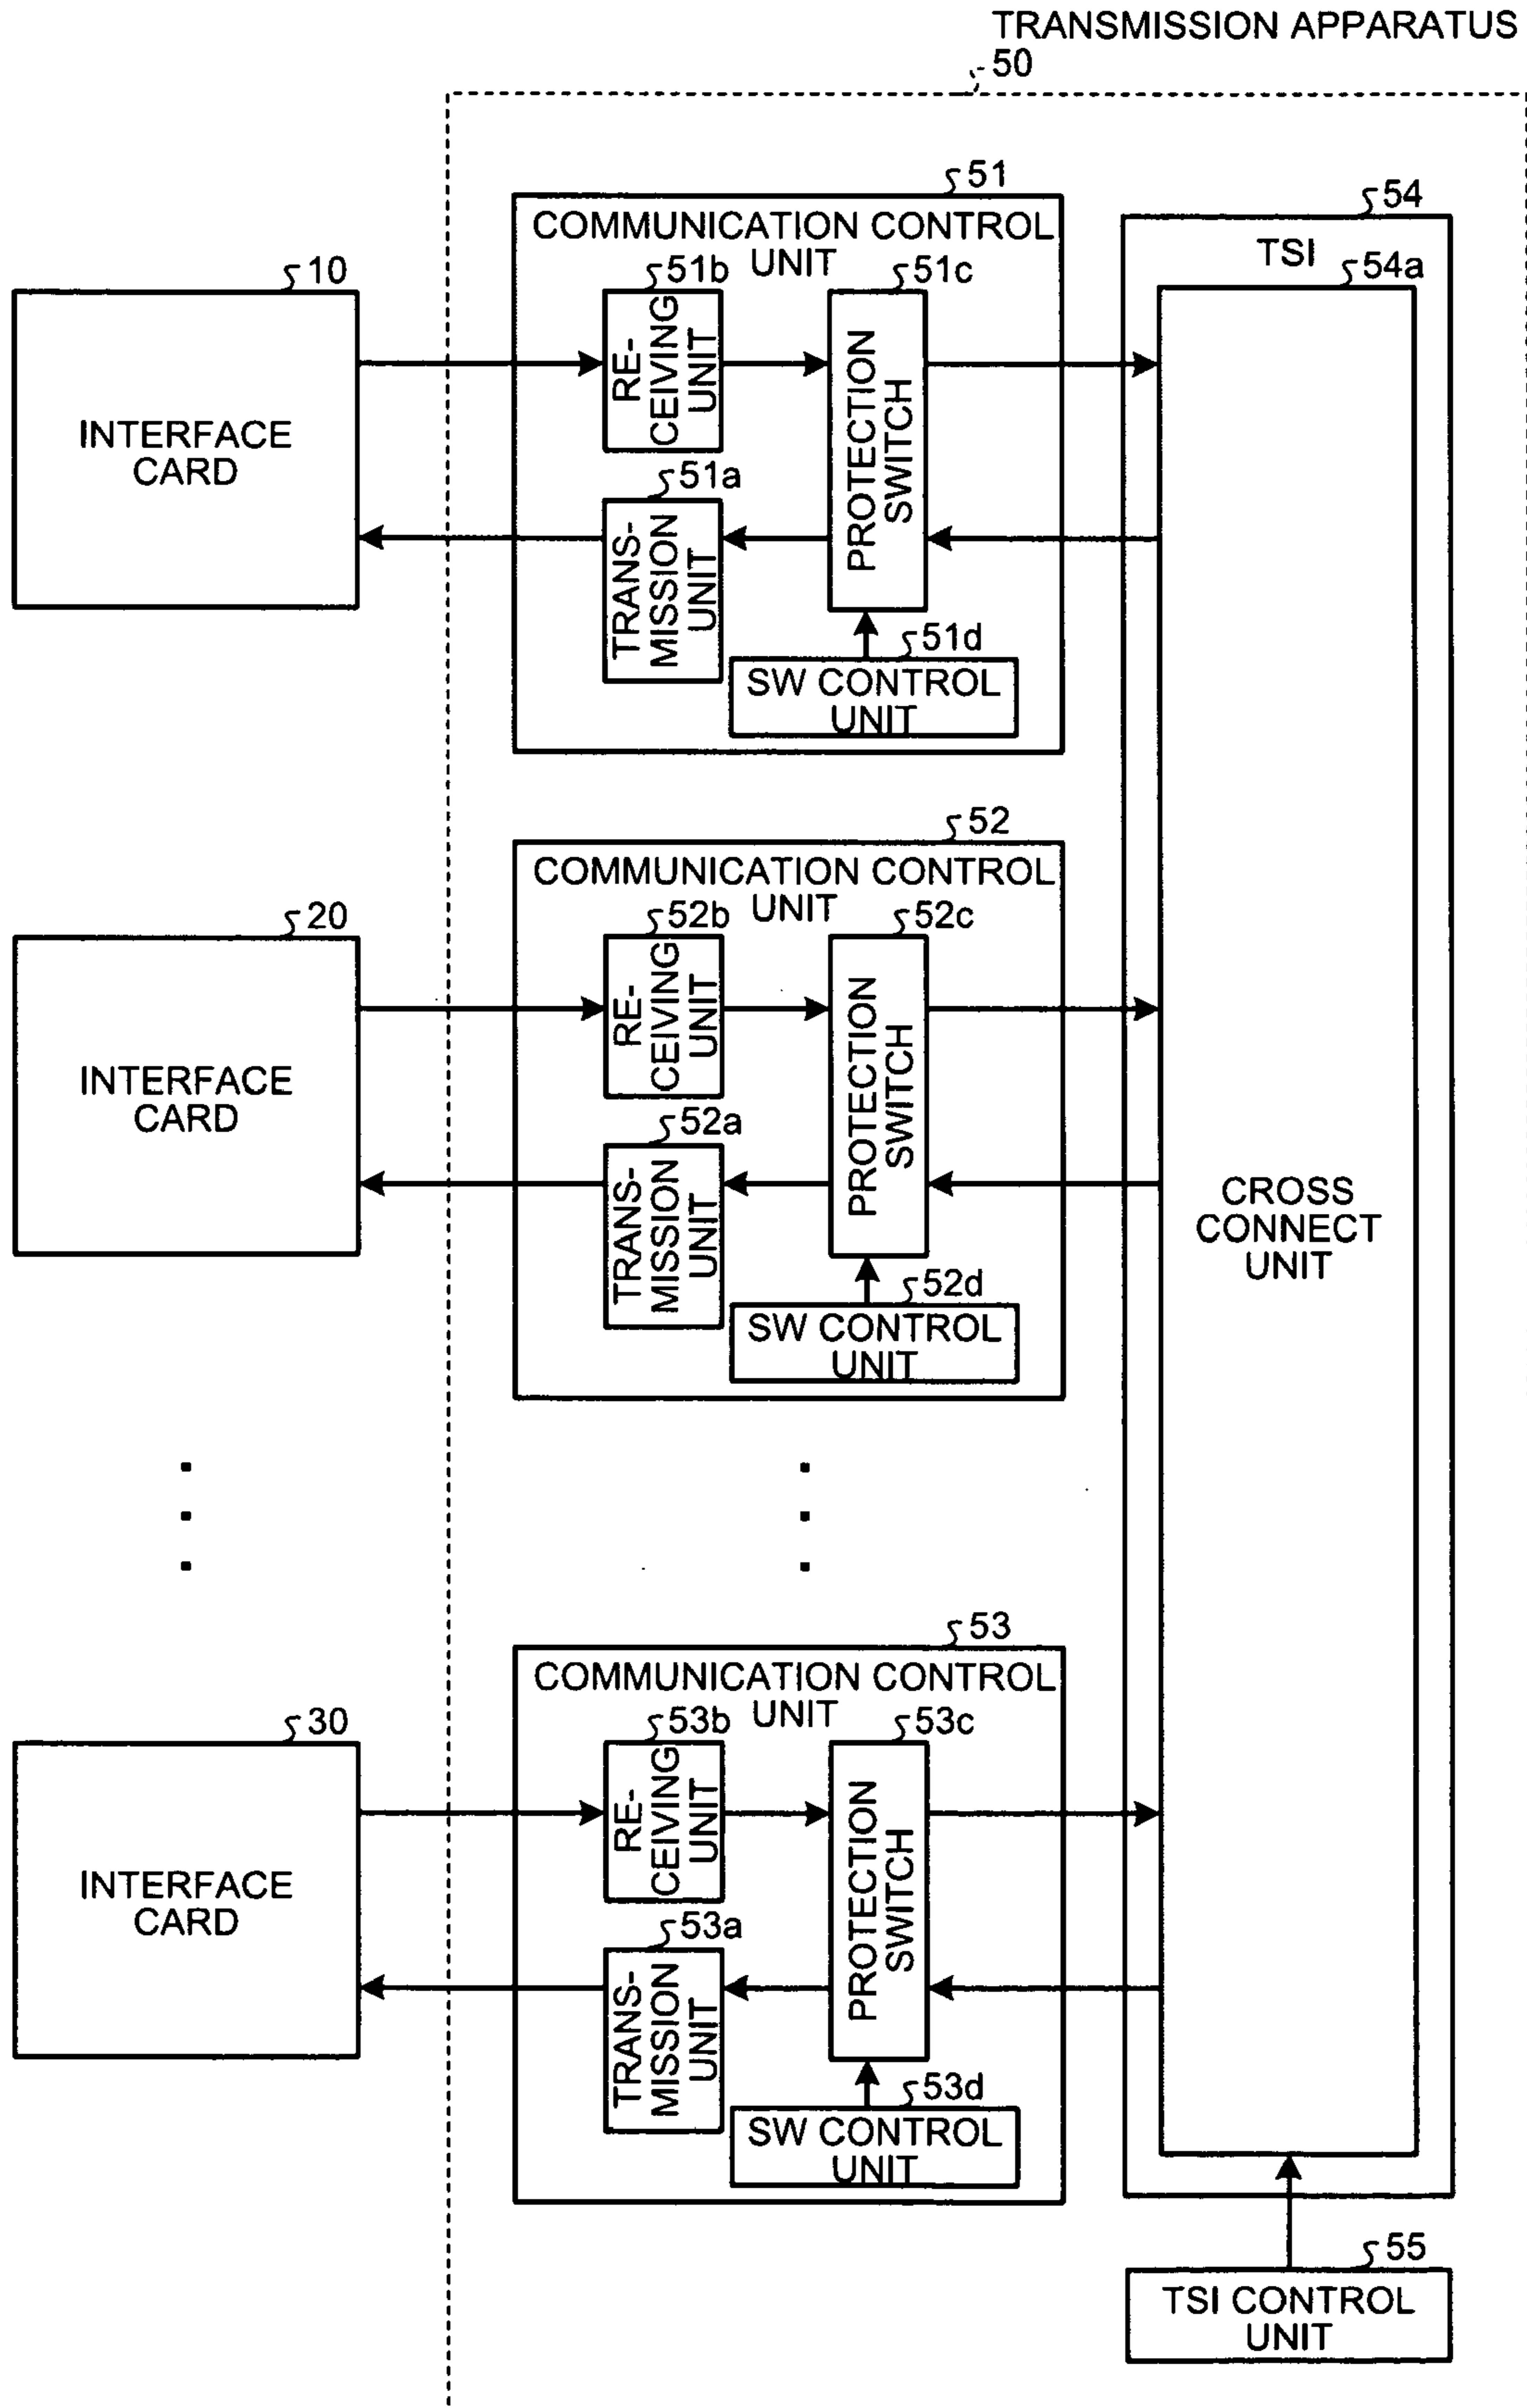 TRANSMISSION APPARATUS
50
51
COMMUNICATION CONTROL
UNIT
54
TSI
54a
10
INTERFACE
CARD
51b
RE-
CEIVING
UNIT
51c
PROTECTION
SWITCH
51a
TRANS-
MISSION
UNIT
51d
SW CONTROL
UNIT
52
COMMUNICATION CONTROL
UNIT
20
INTERFACE
CARD
52b
RE-
CEIVING
UNIT
52c
PROTECTION
SWITCH
52a
TRANS-
MISSION
UNIT
52d
SW CONTROL
UNIT
CROSS
CONNECT
UNIT
53
COMMUNICATION CONTROL
UNIT
30
INTERFACE
CARD
53b
RE-
CEIVING
UNIT
53c
PROTECTION
SWITCH
53a
TRANS-
MISSION
UNIT
53d
SW CONTROL
UNIT
55
TSI CONTROL
UNIT